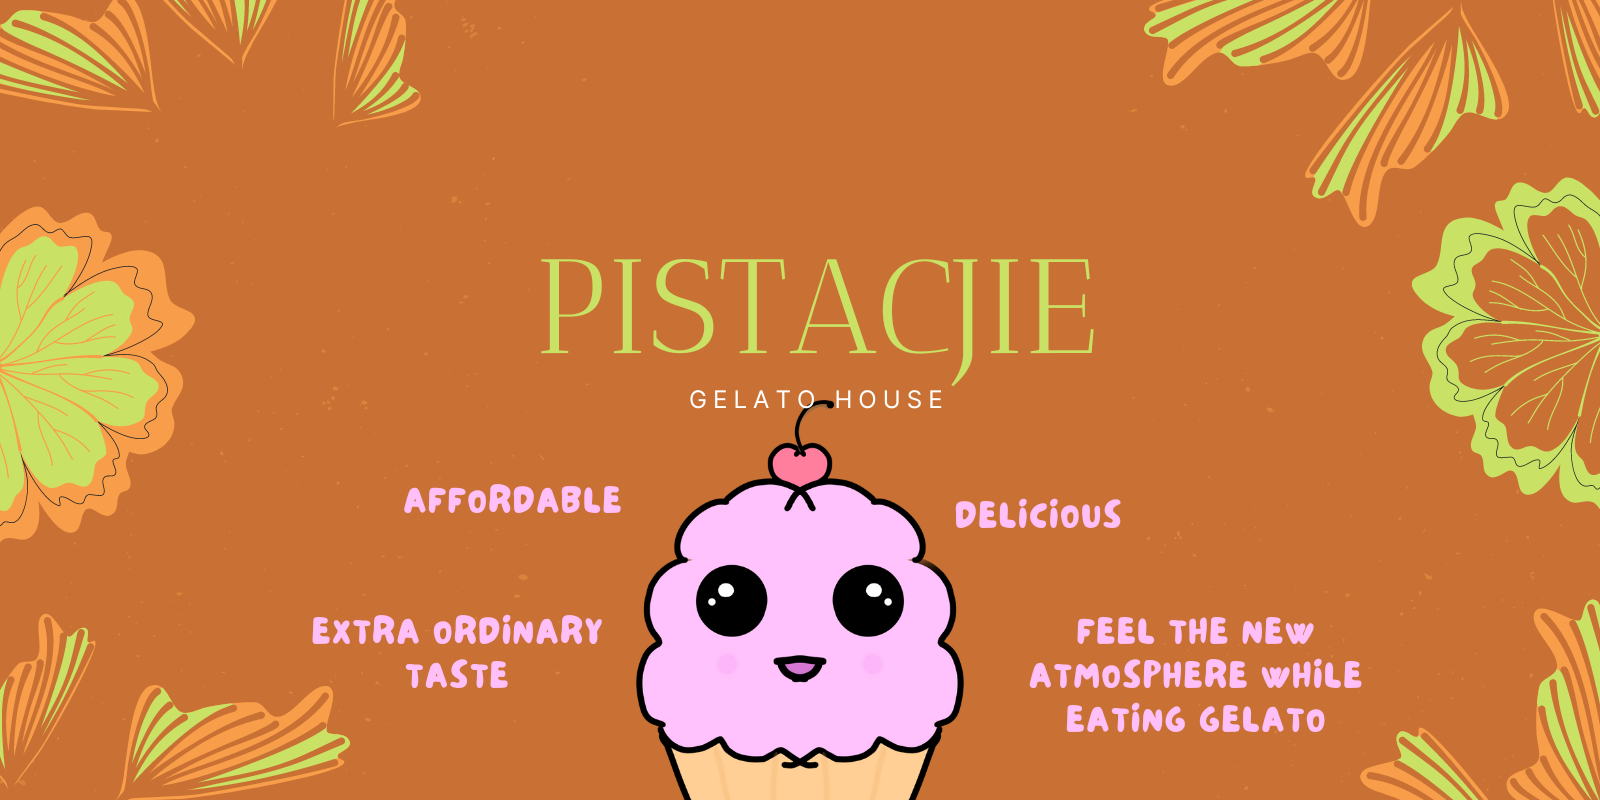 PISTACJIE
GELATO HOUSE
AFFORDABLE
DELiCiOUS
EXTRA ORDiNARY
TASTE
FEEL THE NEW
ATMOSPHERE WHiLE
EATiNG GELATO